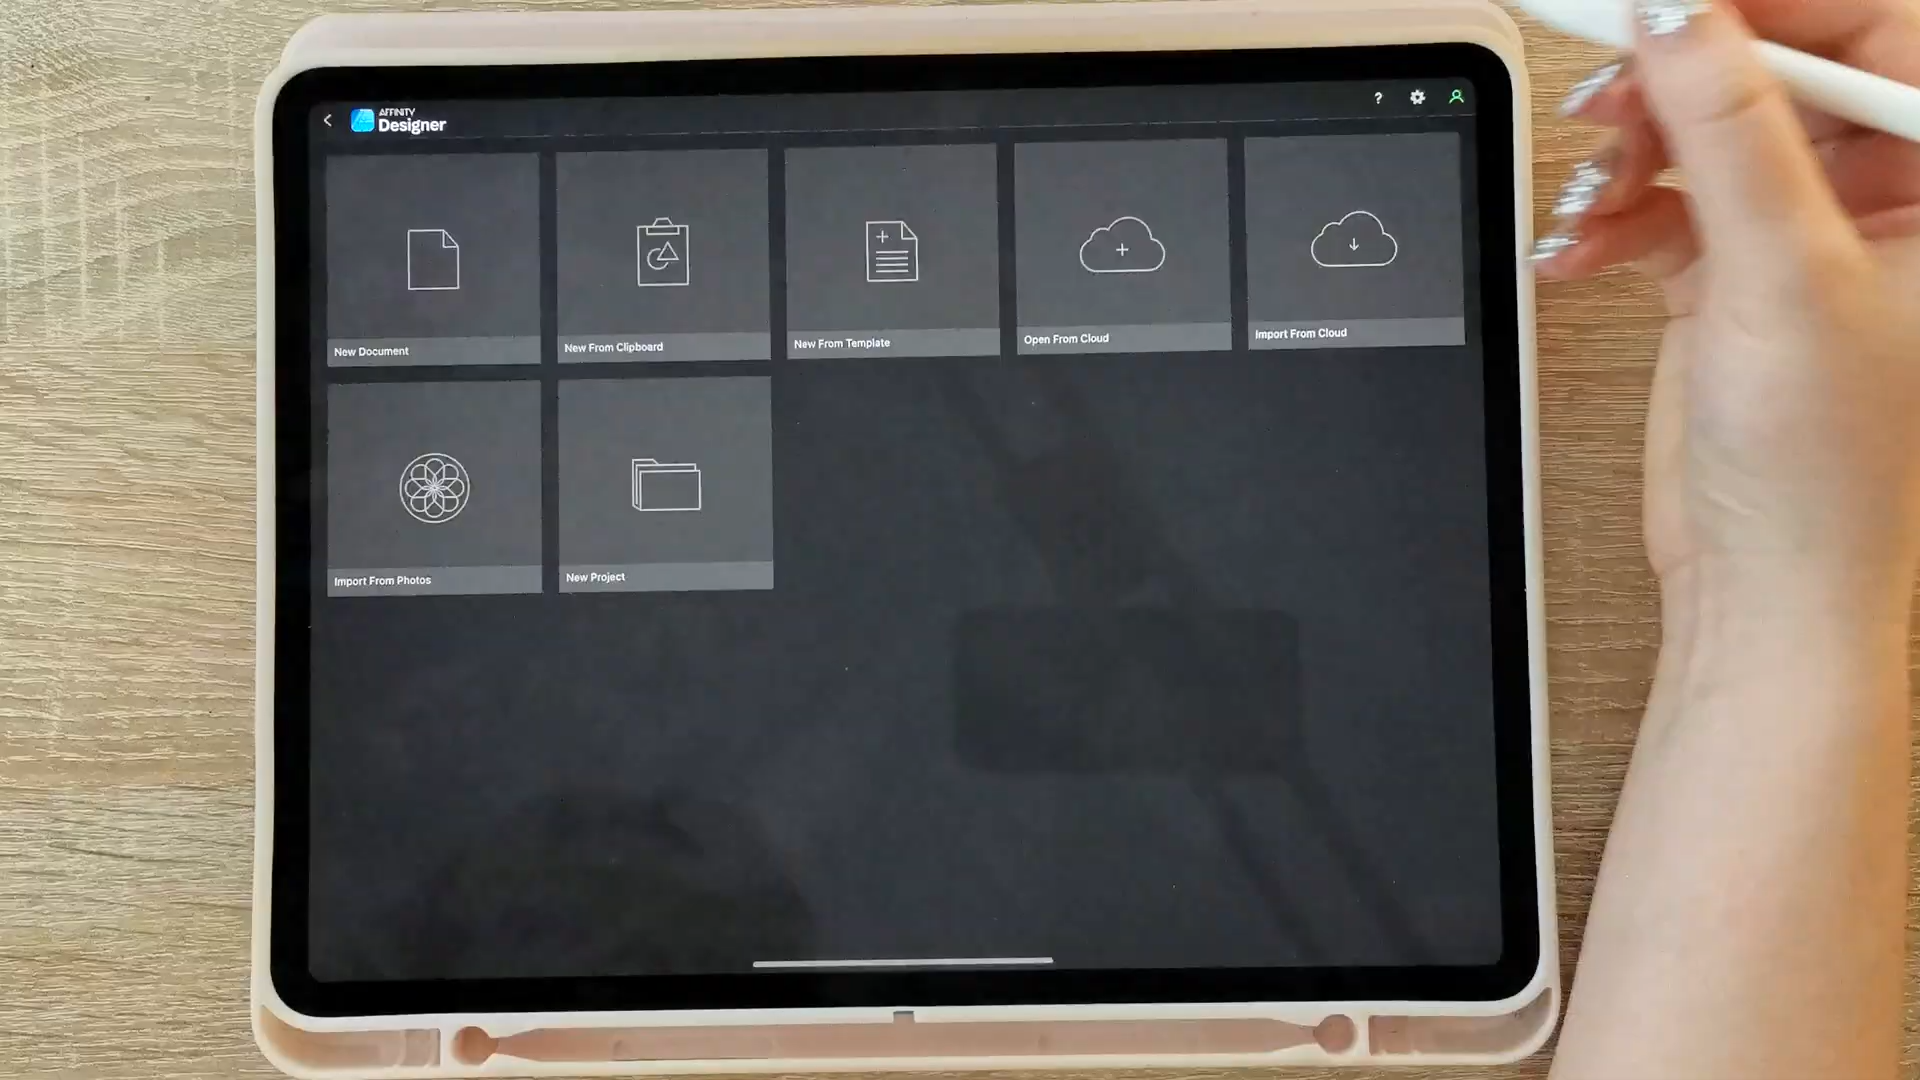 AFFINITY
Designer
?
New Document
New From Clipboard
New From Template
Open From Cloud
Import From Cloud
Import From Photos
New Project